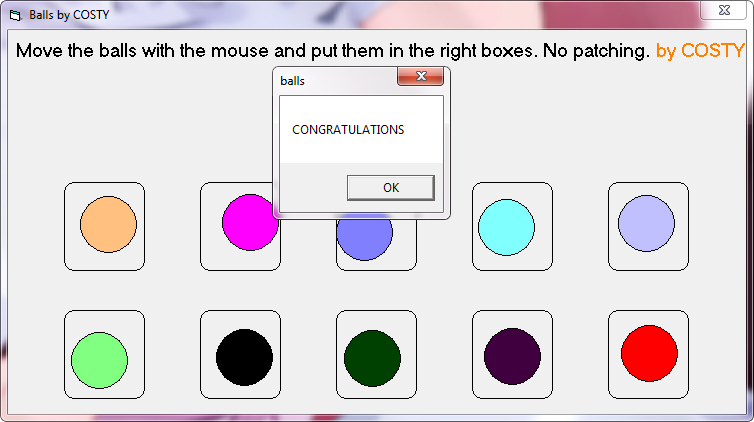 Balls by COSTY
Move the balls with the mouse and put them in the right boxes. No patching. by COSTY
balls
CONGRATULATIONS
OK